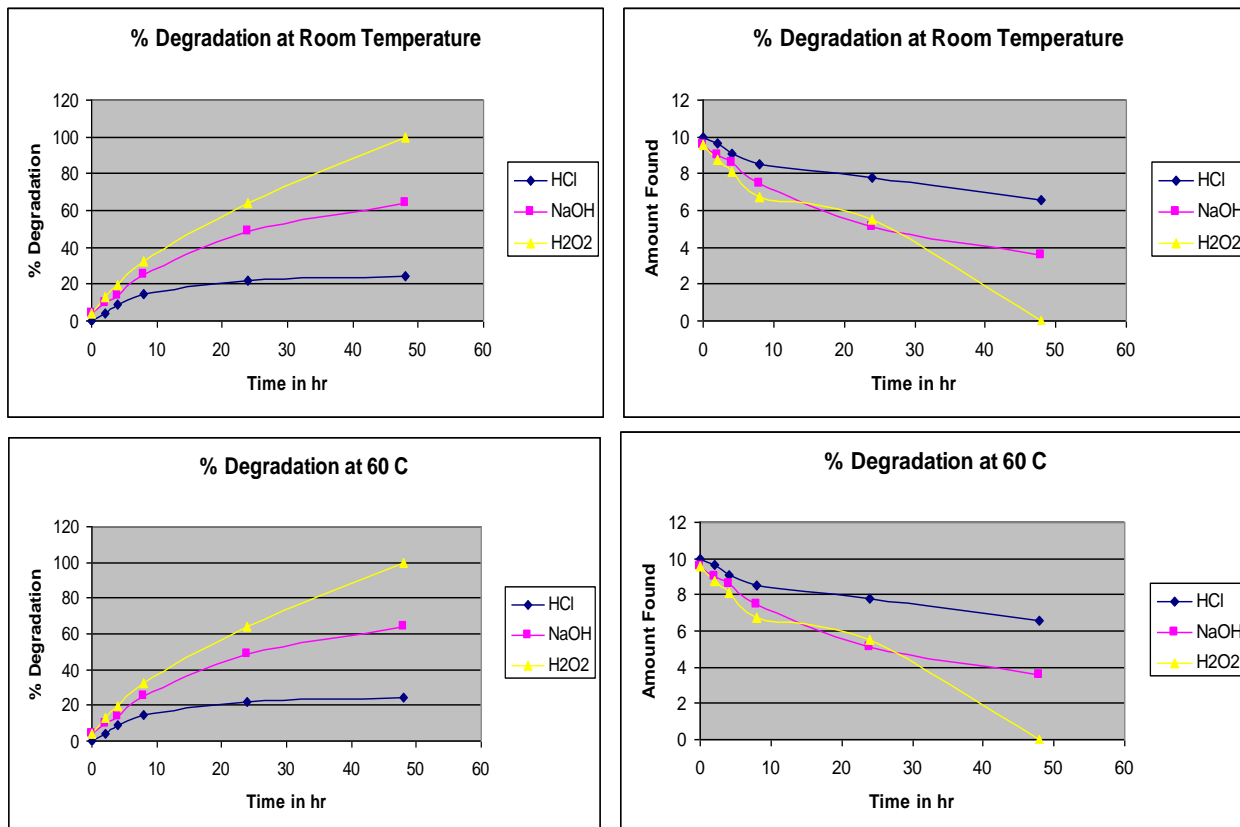 % Degradation at Room Temperature
% Degradation
120
100
80
60
40
20
0
0 10 20 30 40 50 60
Time in hr
HCl
NaOH
H2O2
% Degradation at Room Temperature
Amount Found
12
10
8
6
4
2
0
0 10 20 30 40 50 60
Time in hr
HCl
NaOH
H2O2
% Degradation at 60 C
% Degradation
120
100
80
60
40
20
0
0 10 20 30 40 50 60
Time in hr
HCl
NaOH
H2O2
% Degradation at 60 C
Amount Found
12
10
8
6
4
2
0
0 10 20 30 40 50 60
Time in hr
HCl
NaOH
H2O2